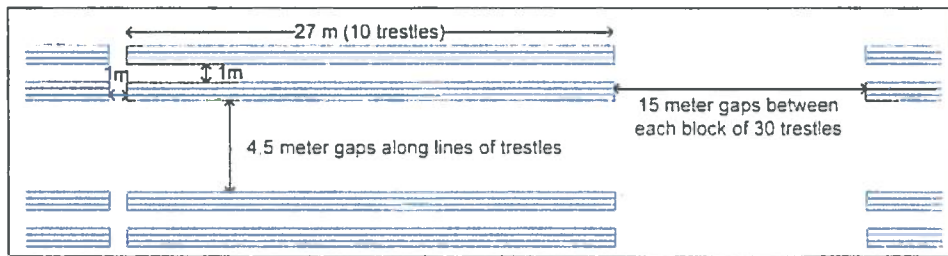 27 m (10 trestles)
1m
1m
15 meter gaps between
each block of 30 trestles
4.5 meter gaps along lines of trestles